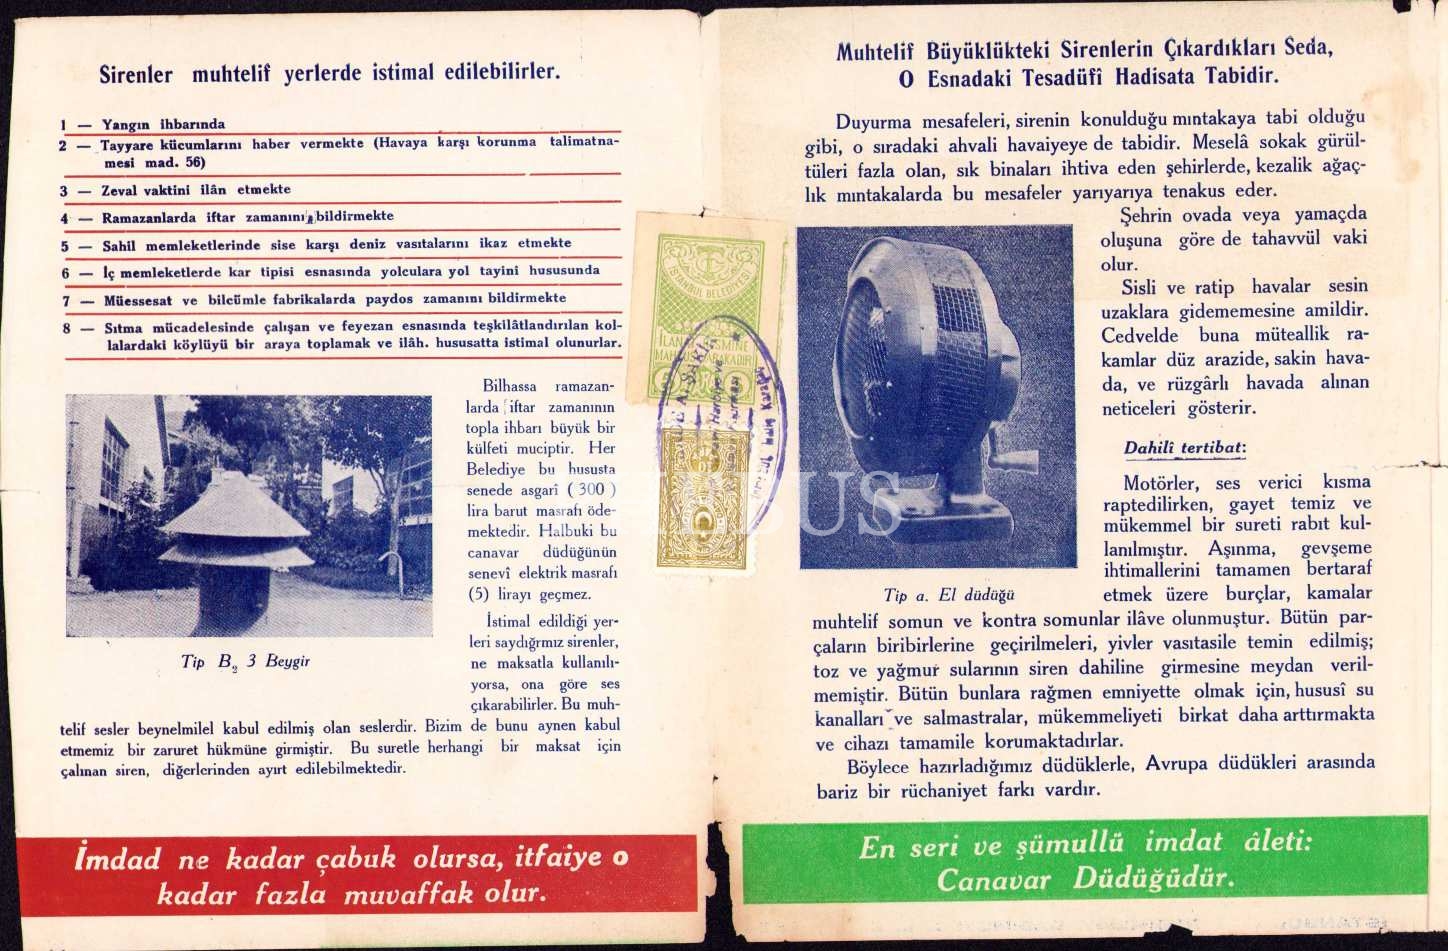 Sirenler muhtelif yerlerde istimal edilebilirler.
1 — Yangın ihbarında
2 — Tayyare kücumlarını haber vermekte (Havaya karşı korunma talimatna-
mesi mad. 56)
3 — Zeval vaktini ilân etmekte
4 — Ramazanlarda iftar zamanını bildirmekte
5 — Sahil memleketlerinde sise karşı deniz vasıtalarını ikaz etmekte
6 — İç memleketlerde kar tipisi esnasında yolculara yol tayini hususunda
7 — Müessesat ve bilcümle fabrikalarda paydos zamanını bildirmekte
8 — Sıtma mücadelesinde çalışan ve feyezan esnasında teşkilâtlandırılan kol-
lalardaki köylüyü bir araya toplamak ve ilâh. hususatta istimal olunurlar.
Bilhassa ramazan-
larda iftar zamanının
topla ihbarı büyük bir
külfeti muciptir. Her
Belediye bu hususta
senede asgarî (300)
lira barut masrafı öde-
mektedir. Halbuki bu
canavar düdüğünün
senevî elektrik masrafı
(5) lirayı geçmez.
İstimal edildiği yer-
leri saydığrmız sirenler,
ne maksatla kullanılı-
yorsa, ona göre ses
çıkarabilirler. Bu muh-
telif sesler beynelmilel kabul edilmiş olan seslerdir. Bizim de bunu aynen kabul
etmemiz bir zaruret hükmüne girmiştir. Bu suretle herhangi bir maksat için
çalınan siren, diğerlerinden ayırt edilebilmektedir.
Tip B2 3 Beygir
İmdad ne kadar çabuk olursa, itfaiye o
kadar fazla muvaffak olur.
İSTANBUL BELEDİYESİ
İLANAT RESMİNE
MAHSUS
BUS
Muhtelif Büyüklükteki Sirenlerin Çıkardıkları Seda,
O Esnadaki Tesadüfî Hadisata Tabidir.
Duyurma mesafeleri, sirenin konulduğu mıntakaya tabi olduğu
gibi, o sıradaki ahvali havaiyeye de tabidir. Meselâ sokak gürül-
tüleri fazla olan, sık binaları ihtiva eden şehirlerde, kezalik ağaç-
lık mıntakalarda bu mesafeler yarıyarıya tenakus eder.
Şehrin ovada veya yamaçda
oluşuna göre de tahavvül vaki
olur.
Sisli ve ratip havalar sesin
uzaklara gidememesine amildir.
Cedvelde buna müteallik ra-
kamlar düz arazide, sakin hava-
da, ve rüzgârlı havada alınan
neticeleri gösterir.
Dahilî tertibat:
Motörler, ses verici kısma
raptedilirken, gayet temiz ve
mükemmel bir sureti rabıt kul-
lanılmıştır. Aşınma, gevşeme
ihtimallerini tamamen bertaraf
etmek üzere burçlar, kamalar
Tip a. El düdüğü
muhtelif somun ve kontra somunlar ilâve olunmuştur. Bütün par-
çaların biribirlerine geçirilmeleri, yivler vasıtasile temin edilmiş;
toz ve yağmur sularının siren dahiline girmesine meydan veril-
memiştir. Bütün bunlara rağmen emniyette olmak için, hususî su
kanalları ve salmastralar, mükemmeliyeti birkat daha arttırmakta
ve cihazı tamamile korumaktadırlar.
Böylece hazırladığımız düdüklerle, Avrupa düdükleri arasında
bariz bir rüchaniyet farkı vardır.
En seri ve şümullü imdat âleti:
Canavar Düdüğüdür.